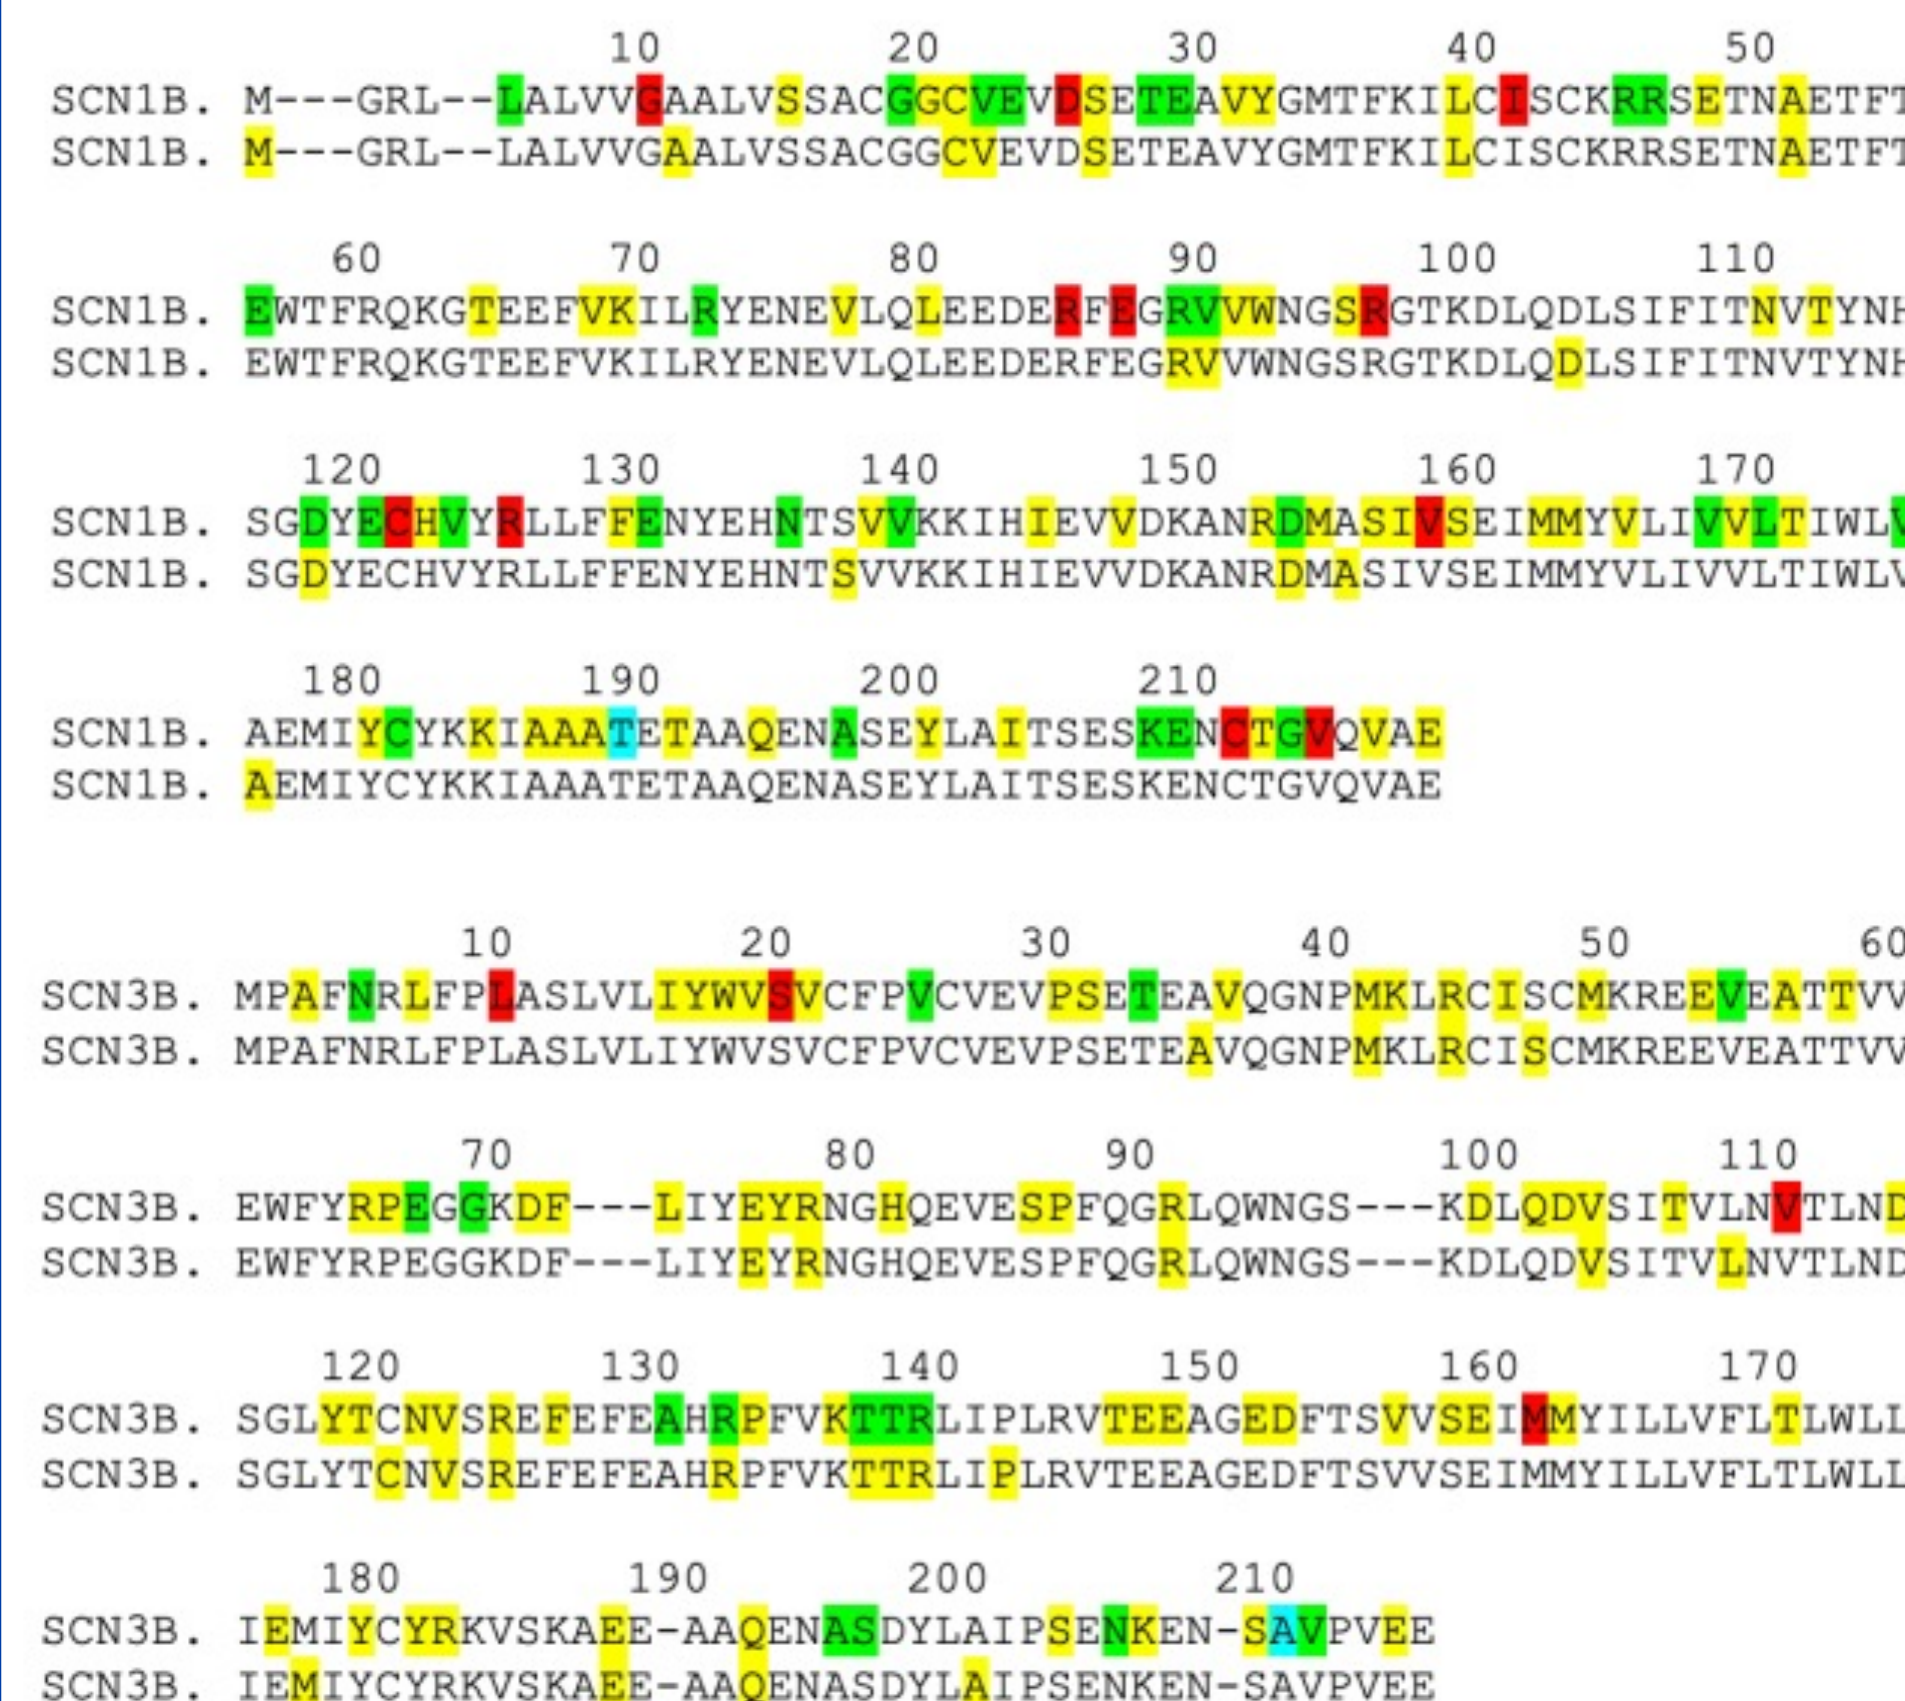 10 20 30 40 50
SCN1B. M---GRL--LALVVGAALVSSACGGCVEVDSETEAVYGMTFKILCISCKRRSETNAETFT
SCN1B. M---GRL--LALVVGAALVSSACGGCVEVDSETEAVYGMTFKILCISCKRRSETNAETFT
60 70 80 90 100 110
SCN1B. EWTFRQKGTEEFVKILRYENEVLQLEEDERFEGRVVWNGSRGTKDLQDLSIFITNVTYNH
SCN1B. EWTFRQKGTEEFVKILRYENEVLQLEEDERFEGRVVWNGSRGTKDLQDLSIFITNVTYNH
120 130 140 150 160 170
SCN1B. SGDYECHVYRLLFFENYEHNTSVVKKIHIEVVDKANRDMASIVSEIMMYVLIVVLTIWLV
SCN1B. SGDYECHVYRLLFFENYEHNTSVVKKIHIEVVDKANRDMASIVSEIMMYVLIVVLTIWLV
180 190 200 210
SCN1B. AEMIYCYKKIAAATETAAQENASEYLAITSESKENCTGVQVAE
SCN1B. AEMIYCYKKIAAATETAAQENASEYLAITSESKENCTGVQVAE
10 20 30 40 50 60
SCN3B. MPAFNRLFPLASLVLIYWVSVCFPVCVEVPSETEAVQGNPMKLRCISCMKREEVEATTVV
SCN3B. MPAFNRLFPLASLVLIYWVSVCFPVCVEVPSETEAVQGNPMKLRCISCMKREEVEATTVV
70 80 90 100 110
SCN3B. EWFYRPEGGKDF---LIYEYRNGHQEVESPFQGRLQWNGS---KDLQDVSITVLNVTLND
SCN3B. EWFYRPEGGKDF---LIYEYRNGHQEVESPFQGRLQWNGS---KDLQDVSITVLNVTLND
120 130 140 150 160 170
SCN3B. SGLYTCNVSREFEFEAHRPFVKTTRLIPLRVTEEAGEDFTSVVSEIMMYILLVFLTLWLL
SCN3B. SGLYTCNVSREFEFEAHRPFVKTTRLIPLRVTEEAGEDFTSVVSEIMMYILLVFLTLWLL
180 190 200 210
SCN3B. IEMIYCYRKVSKAEE-AAQENASDYLAIPSENKEN-SAVPVEE
SCN3B. IEMIYCYRKVSKAEE-AAQENASDYLAIPSENKEN-SAVPVEE